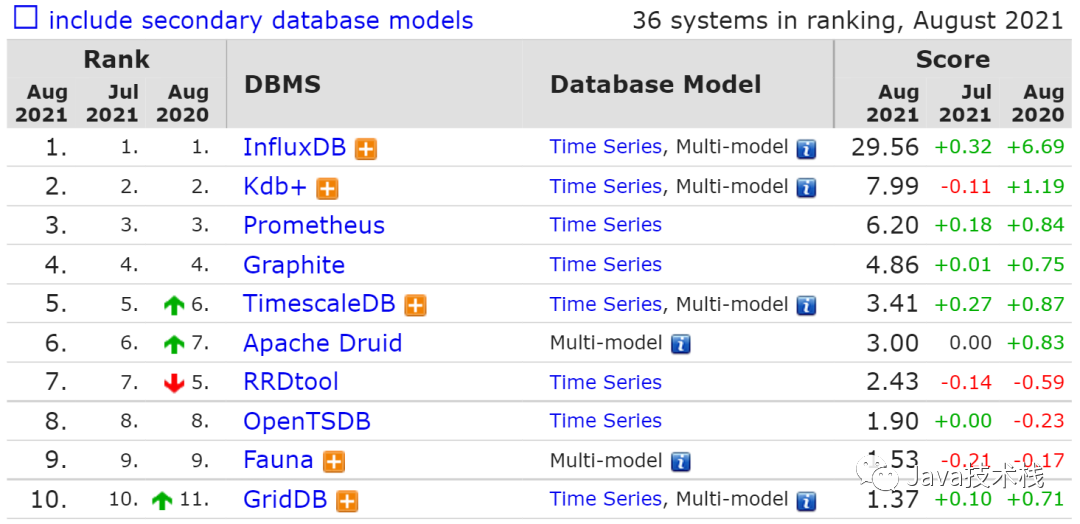 include secondary database models 36 systems in ranking, August 2021
Rank DBMS Database Model Score
Aug 2021 Jul 2021 Aug 2020 Aug 2021 Jul 2021 Aug 2020
1. 1. 1. InfluxDB Time Series, Multi-model 29.56 +0.32 +6.69
2. 2. 2. Kdb+ Time Series, Multi-model 7.99 -0.11 +1.19
3. 3. 3. Prometheus Time Series 6.20 +0.18 +0.84
4. 4. 4. Graphite Time Series 4.86 +0.01 +0.75
5. 5. 6. TimescaleDB Time Series, Multi-model 3.41 +0.27 +0.87
6. 6. 7. Apache Druid Multi-model 3.00 0.00 +0.83
7. 7. 5. RRDtool Time Series 2.43 -0.14 -0.59
8. 8. 8. OpenTSDB Time Series 1.90 +0.00 -0.23
9. 9. 9. Fauna Multi-model 1.53 -0.21 -0.17
10. 10. 11. GridDB Time Series, Multi-model 1.37 +0.10 +0.71
Java技术栈